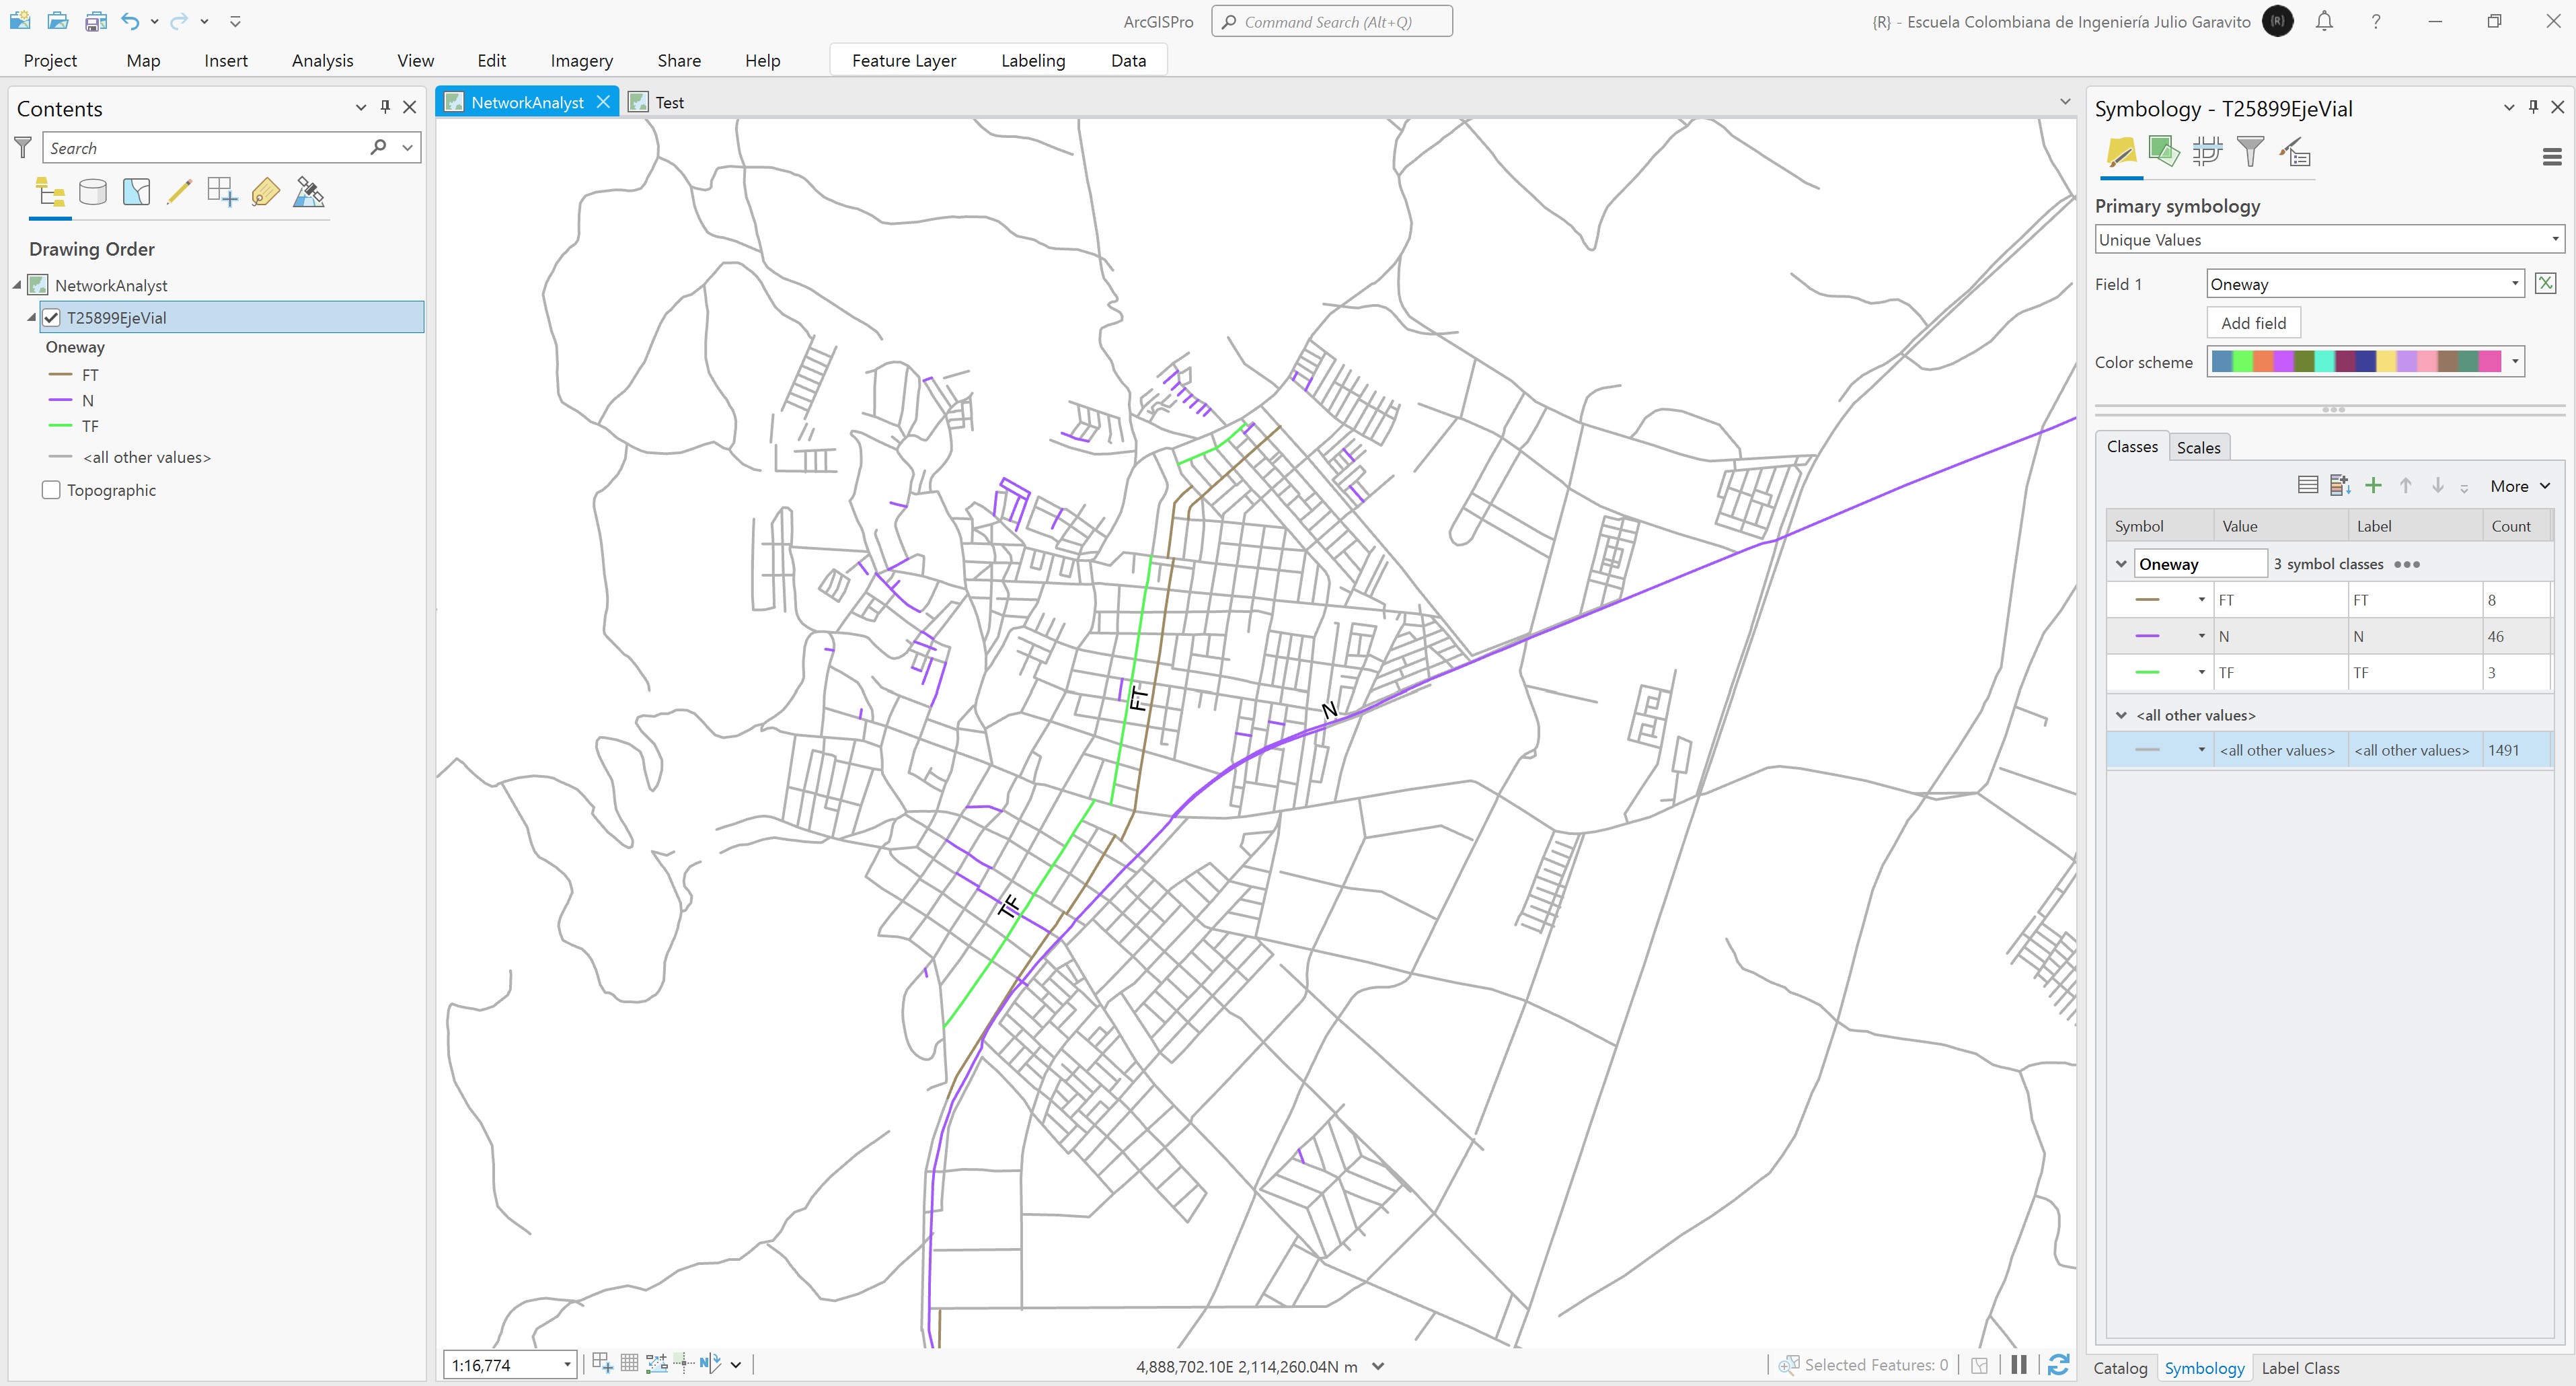 ArcGISPro
Command Search (Alt+Q)
{R} - Escuela Colombiana de Ingeniería Julio Garavito
{R}
?
Project Map Insert Analysis View Edit Imagery Share Help Feature Layer Labeling Data
Contents
Search
Drawing Order
NetworkAnalyst
T25899EjeVial
Oneway
FT
N
TF
<all other values>
Topographic
NetworkAnalyst Test
FT
N
TF
1:16,774
4,888,702.10E 2,114,260.04N m
Selected Features: 0
Symbology - T25899EjeVial
Primary symbology
Unique Values
Field 1 Oneway
Add field
Color scheme
Classes Scales
More
Symbol Value Label Count
Oneway 3 symbol classes
FT FT 8
N N 46
TF TF 3
<all other values>
<all other values> <all other values> 1491
Catalog Symbology Label Class